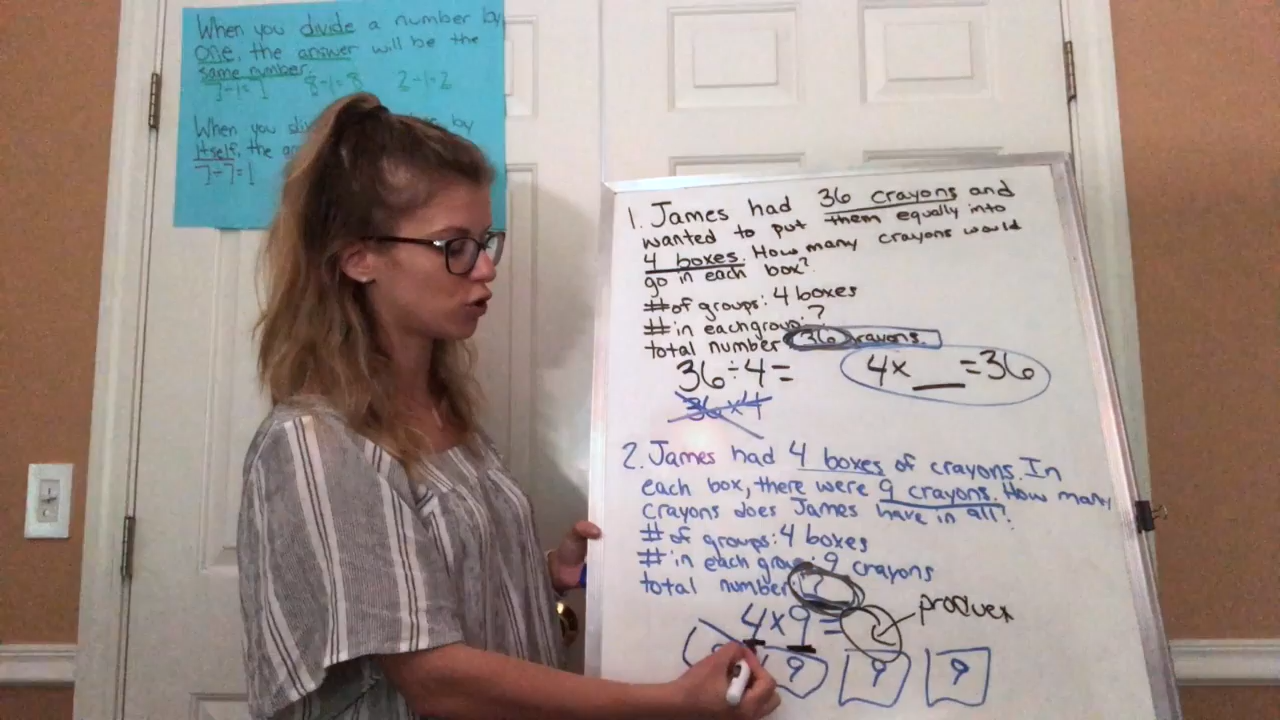 When you divide a number by
one, the answer will be the
same number.
7÷1=7 8÷1=8 2÷1=2
When you by
itself, the
7÷7=1
1. James had 36 crayons and
wanted to put them equally into
4 boxes. How many crayons would
go in each box?
# of groups: 4 boxes
# in each group: ?
total number 36 crayons.
36÷4=
4×__=36
36×4
2. James had 4 boxes of crayons. In
each box, there were 9 crayons. How many
crayons does James have in all?
# of groups: 4 boxes
# in each group: 9 crayons
total number: ?
4×9=
product
9 9 9